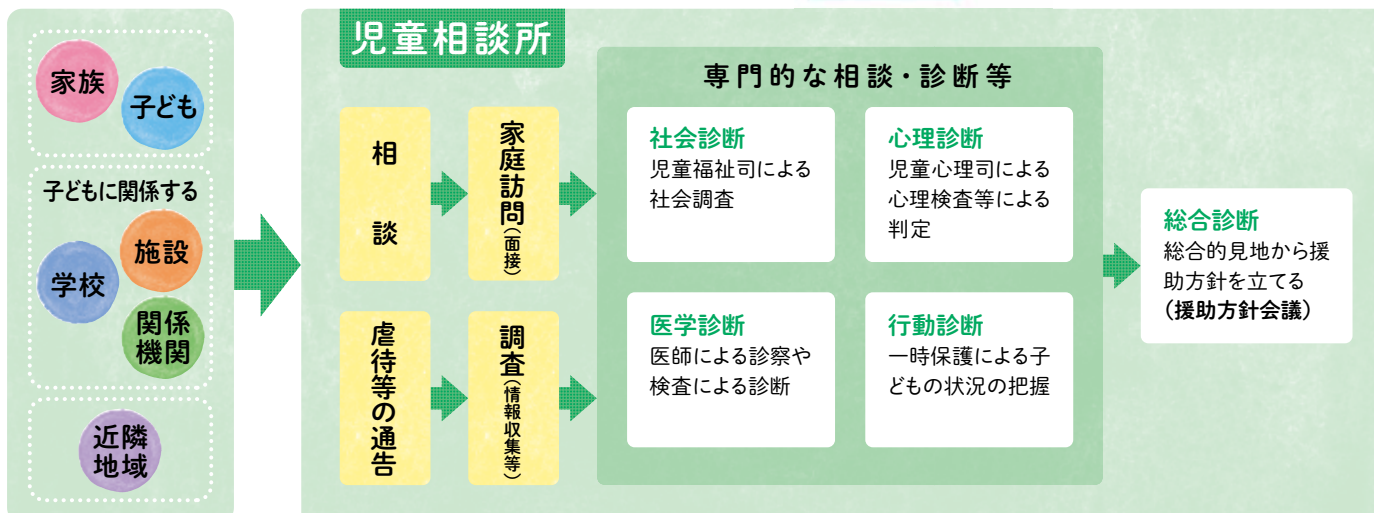 家族
子ども
子どもに関係する
施設
学校
関係
機関
近隣
地域
児童相談所
相談
家庭訪問(面接)
虐待等の通告
調査(情報収集等)
専門的な相談・診断等
社会診断
児童福祉司による
社会調査
心理診断
児童心理司による
心理検査等による
判定
医学診断
医師による診察や
検査による診断
行動診断
一時保護による子
どもの状況の把握
総合診断
総合的見地から援
助方針を立てる
(援助方針会議)